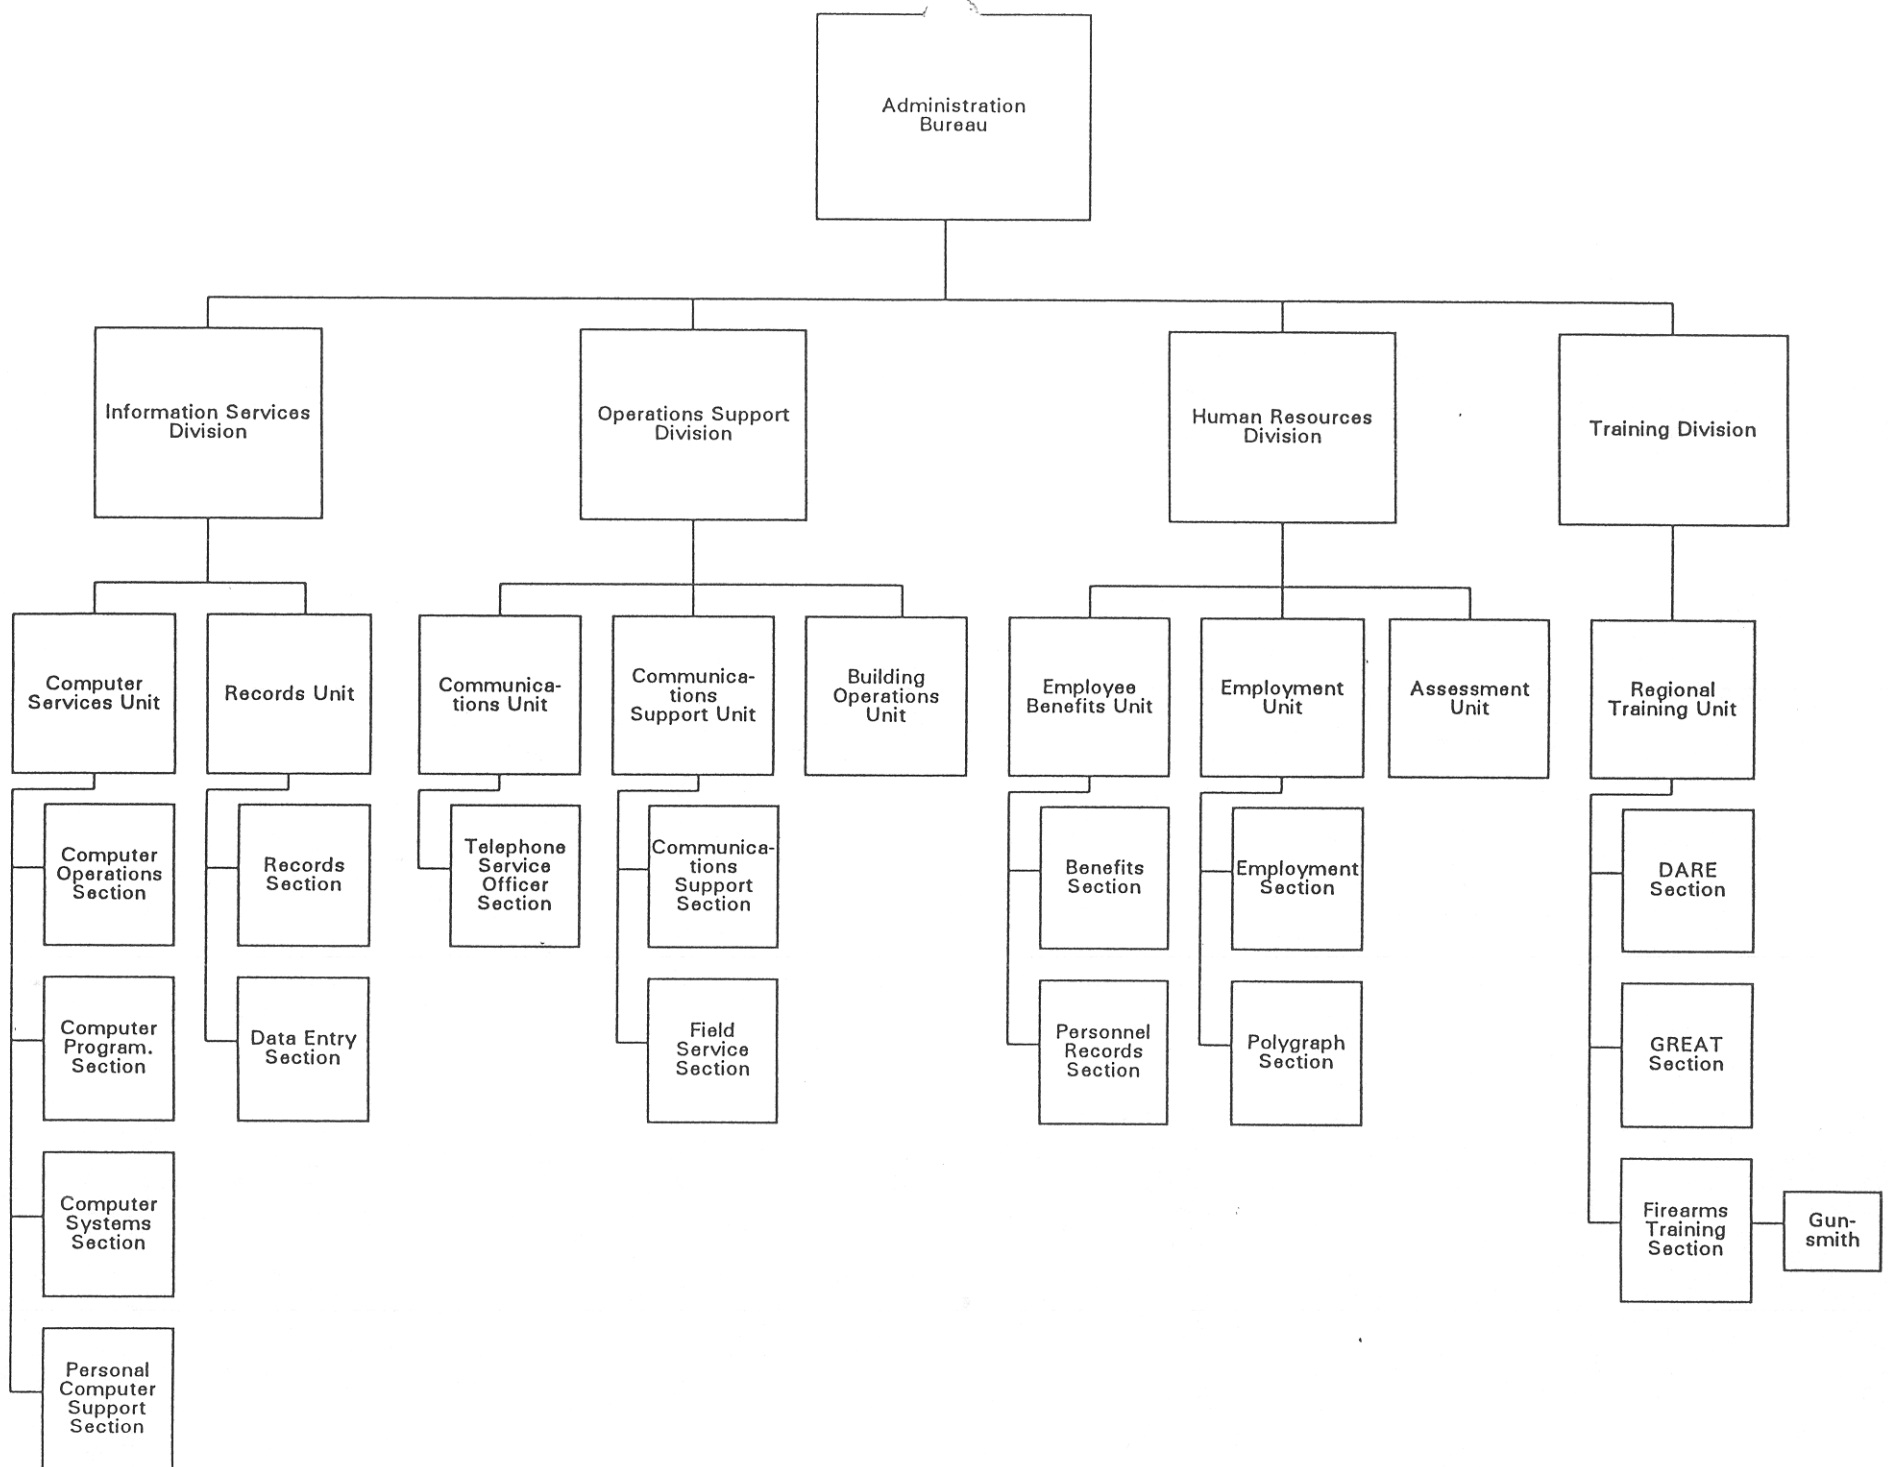 Administration
Bureau
Information Services
Division
Operations Support
Division
Human Resources
Division
Training Division
Computer
Services Unit
Records Unit
Communica-
tions Unit
Communica-
tions
Support Unit
Building
Operations
Unit
Employee
Benefits Unit
Employment
Unit
Assessment
Unit
Regional
Training Unit
Computer
Operations
Section
Records
Section
Telephone
Service
Officer
Section
Communica-
tions
Support
Section
Benefits
Section
Employment
Section
DARE
Section
Computer
Program.
Section
Data Entry
Section
Field
Service
Section
Personnel
Records
Section
Polygraph
Section
GREAT
Section
Computer
Systems
Section
Firearms
Training
Section
Gun-
smith
Personal
Computer
Support
Section